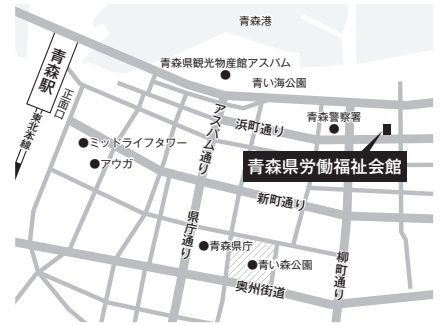 青森港
青森県観光物産館アスパム
青い海公園
青森駅
正面口
JR東北本線
アスパム通り
浜町通り
青森警察署
ミッドライフタワー
アウガ
青森県労働福祉会館
新町通り
県庁通り
青森県庁
青い森公園
柳町通り
奥州街道